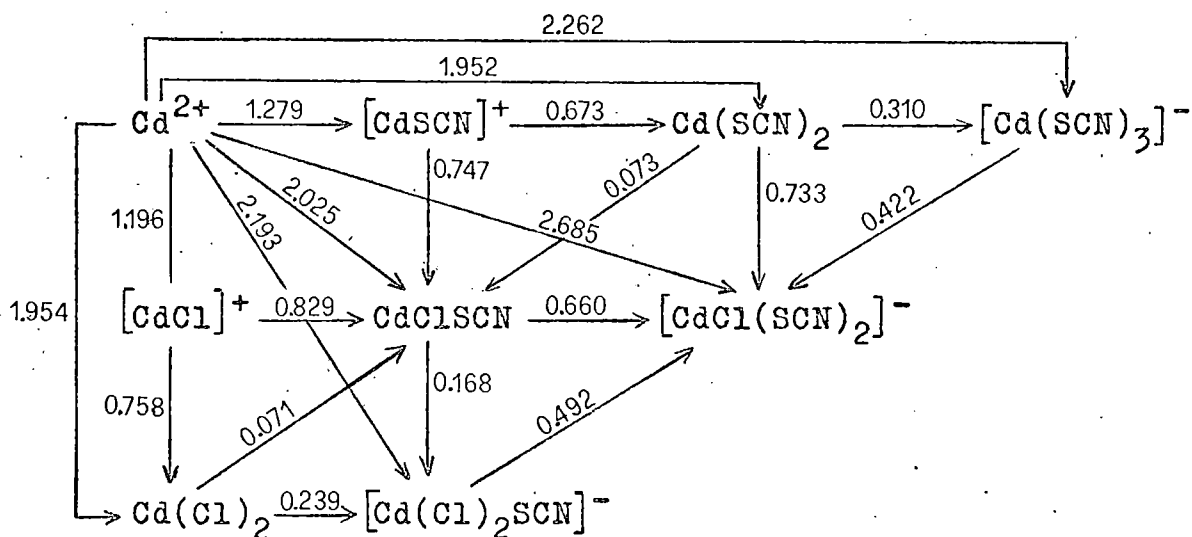 2.262
1.952
Cd2+ 1.279 [CdSCN]+ 0.673 Cd(SCN)2 0.310 [Cd(SCN)3]-
0.747 0.073 0.733 0.422
1.196 2.025 2.193 2.685
1.954 [CdCl]+ 0.829 CdClSCN 0.660 [CdCl(SCN)2]-
0.758 0.071 0.168 0.492
Cd(Cl)2 0.239 [Cd(Cl)2SCN]-